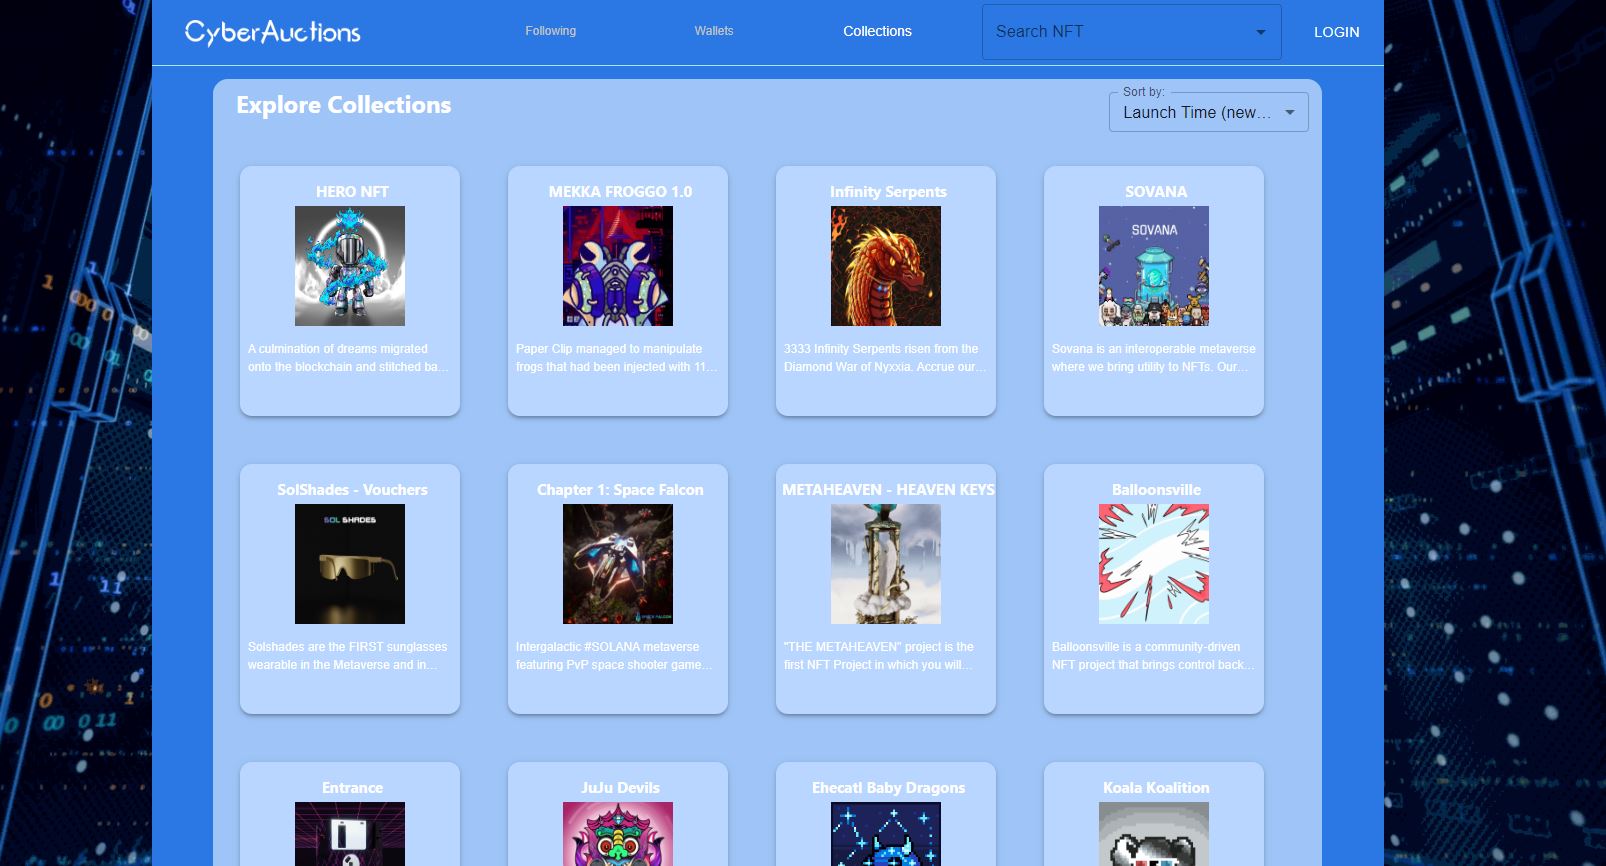 CyberAuctions
Following
Wallets
Collections
Search NFT
LOGIN
Explore Collections
Sort by:
Launch Time (new...
HERO NFT
A culmination of dreams migrated
onto the blockchain and stitched ba...
MEKKA FROGGO 1.0
Paper Clip managed to manipulate
frogs that had been injected with 11...
Infinity Serpents
3333 Infinity Serpents risen from the
Diamond War of Nyxxia. Accrue our...
SOVANA
SOVANA
Sovana is an interoperable metaverse
where we bring utility to NFTs. Our...
SolShades - Vouchers
SOL SHADES
Solshades are the FIRST sunglasses
wearable in the Metaverse and in...
Chapter 1: Space Falcon
SPACE FALCON
Intergalactic #SOLANA metaverse
featuring PvP space shooter game...
METAHEAVEN - HEAVEN KEYS
"THE METAHEAVEN" project is the
first NFT Project in which you will...
Balloonsville
Balloonsville is a community-driven
NFT project that brings control back...
Entrance
JuJu Devils
Ehecatl Baby Dragons
Koala Koalition